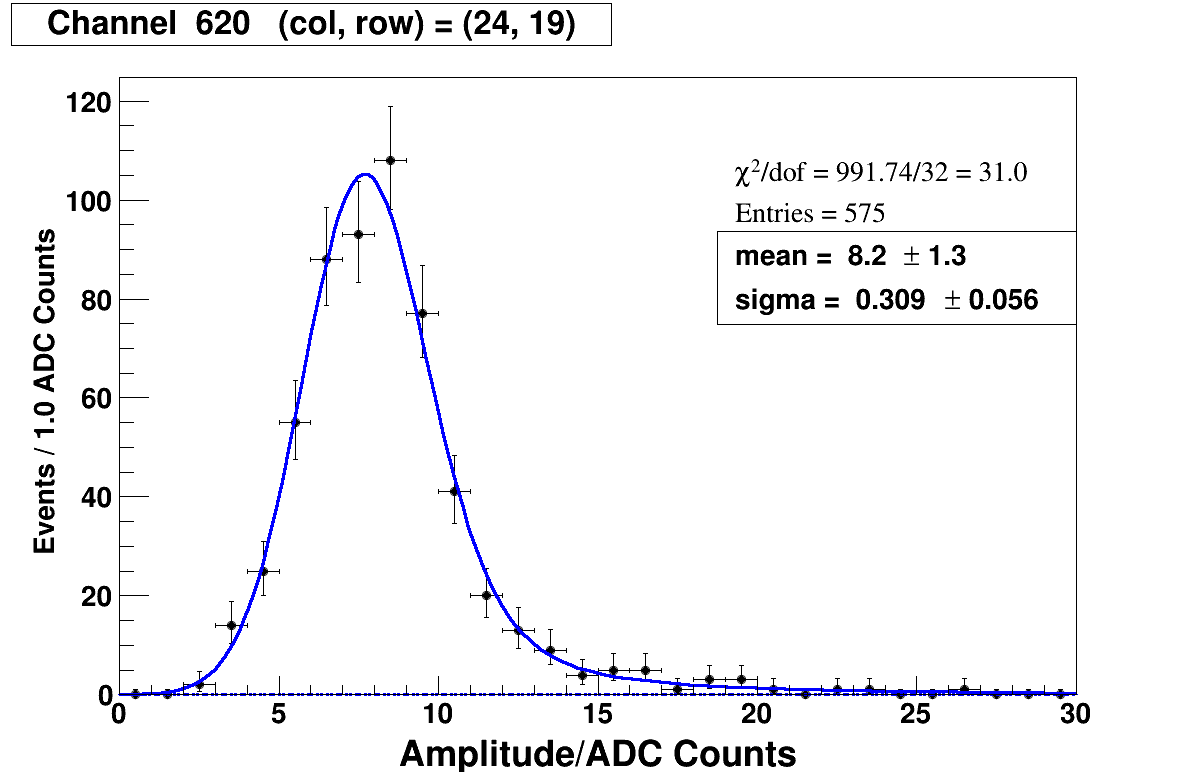 Channel 620 (col, row) = (24, 19)
120
100
80
60
40
20
0
Events / 1.0 ADC Counts
χ²/dof = 991.74/32 = 31.0
Entries = 575
mean = 8.2 ± 1.3
sigma = 0.309 ± 0.056
0 5 10 15 20 25 30
Amplitude/ADC Counts